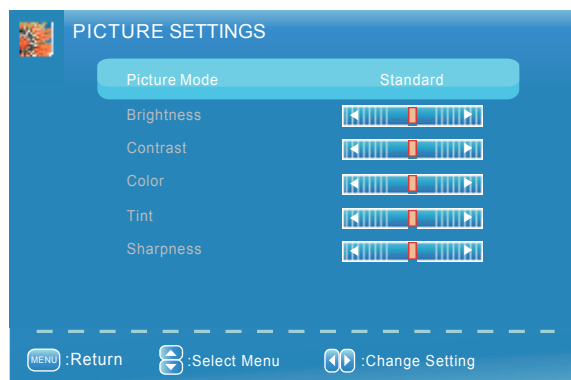 PICTURE SETTINGS
Picture Mode Standard
Brightness
Contrast
Color
Tint
Sharpness
MENU :Return :Select Menu :Change Setting